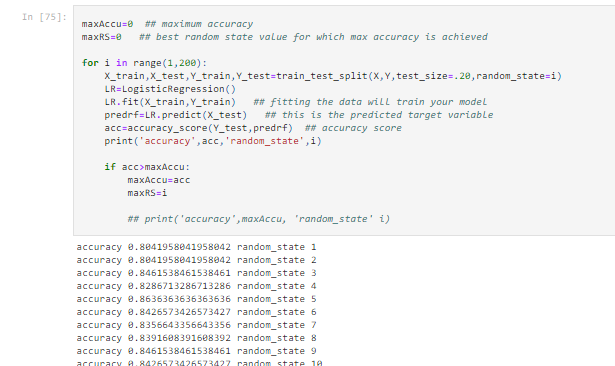 In [75]:
maxAccu=0  ## maximum accuracy
maxRS=0   ## best random state value for which max accuracy is achieved
for i in range(1,200):
    X_train,X_test,Y_train,Y_test=train_test_split(X,Y,test_size=.20,random_state=i)
    LR=LogisticRegression()
    LR.fit(X_train,Y_train)   ## fitting the data will train your model
    predrf=LR.predict(X_test)   ## this is the predicted target variable
    acc=accuracy_score(Y_test,predrf)  ## accuracy score
    print('accuracy',acc,'random_state',i)
    if acc>maxAccu:
        maxAccu=acc
        maxRS=i
        ## print('accuracy',maxAccu, 'random_state' i)
accuracy 0.8041958041958042 random_state 1
accuracy 0.8041958041958042 random_state 2
accuracy 0.8461538461538461 random_state 3
accuracy 0.8286713286713286 random_state 4
accuracy 0.8636363636363636 random_state 5
accuracy 0.8426573426573427 random_state 6
accuracy 0.8356643356643356 random_state 7
accuracy 0.8391608391608392 random_state 8
accuracy 0.8461538461538461 random_state 9
accuracy 0.8426573426573427 random_state 10